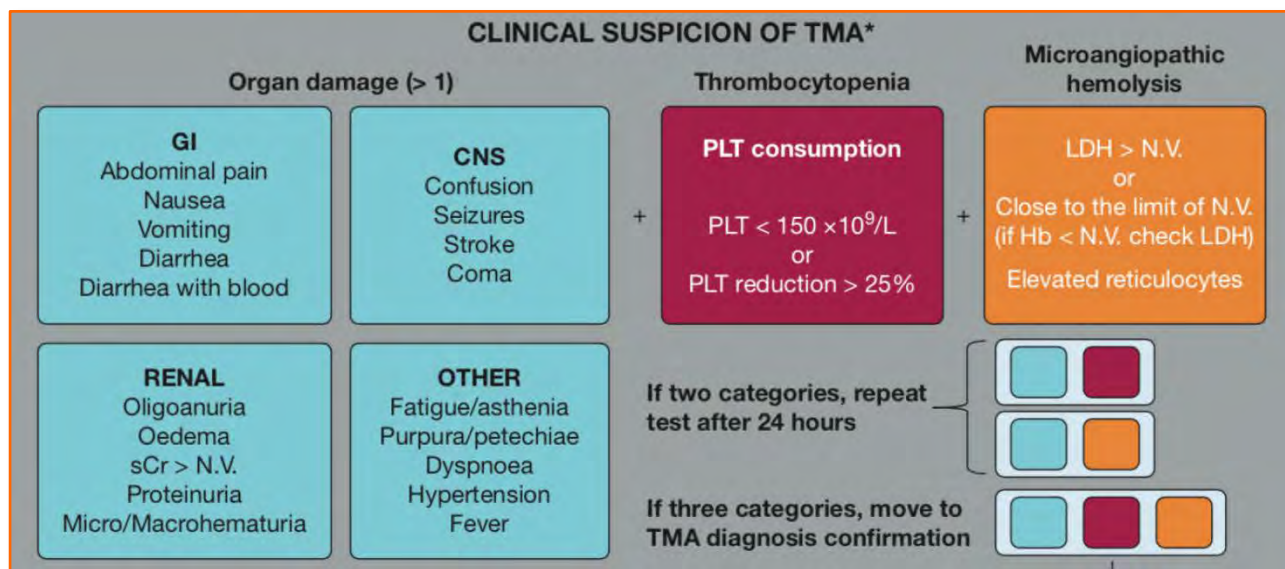 CLINICAL SUSPICION OF TMA*
Organ damage (> 1)
Thrombocytopenia
Microangiopathic
hemolysis
GI
Abdominal pain
Nausea
Vomiting
Diarrhea
Diarrhea with blood
CNS
Confusion
Seizures
Stroke
Coma
+
PLT consumption
PLT < 150 ×10⁹/L
or
PLT reduction > 25%
+
LDH > N.V.
or
Close to the limit of N.V.
(if Hb < N.V. check LDH)
Elevated reticulocytes
RENAL
Oligoanuria
Oedema
sCr > N.V.
Proteinuria
Micro/Macrohematuria
OTHER
Fatigue/asthenia
Purpura/petechiae
Dyspnoea
Hypertension
Fever
If two categories, repeat
test after 24 hours
If three categories, move to
TMA diagnosis confirmation